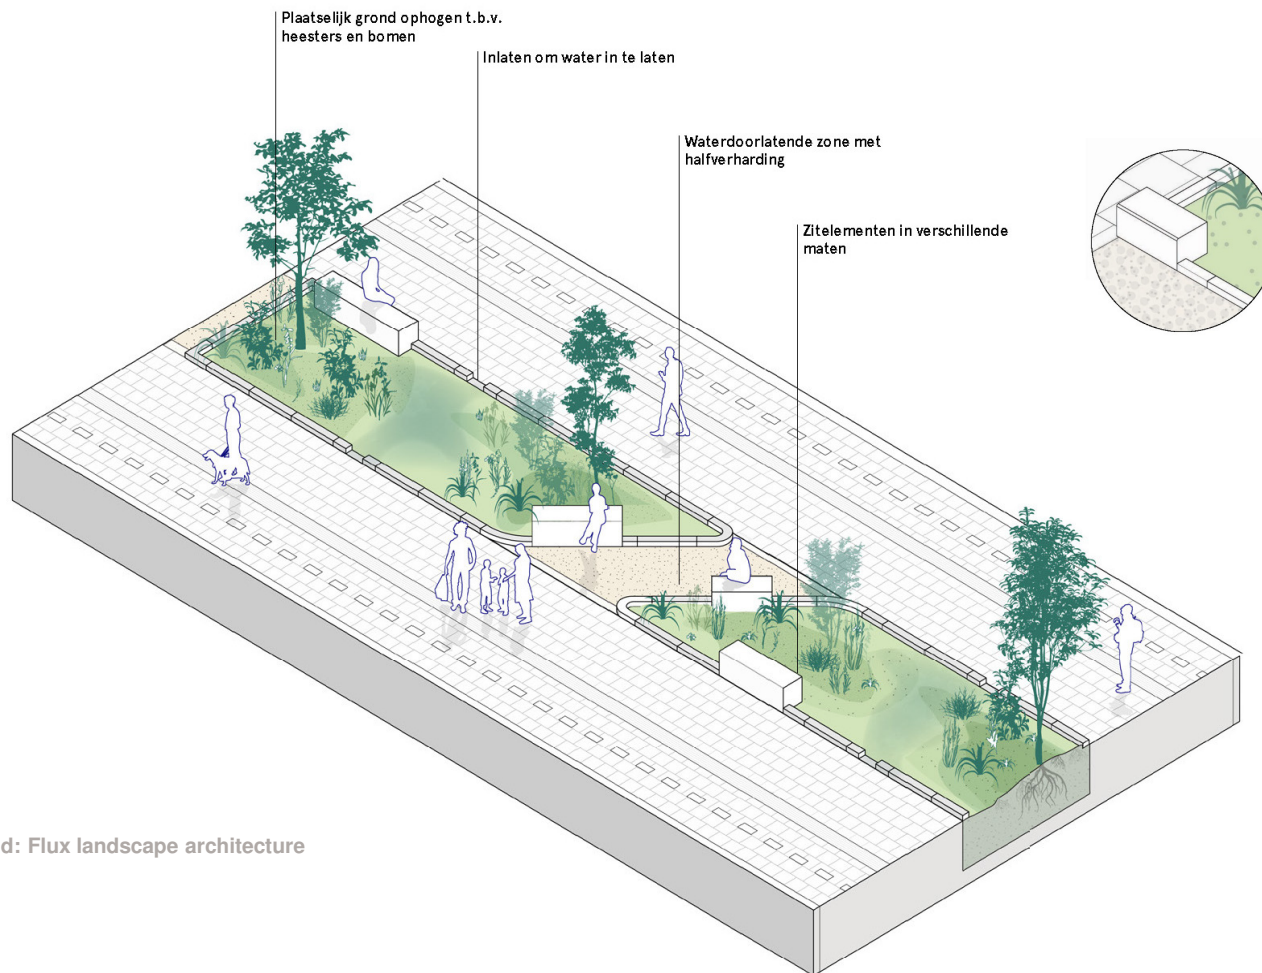 Plaatselijk grond ophogen t.b.v.
heesters en bomen
Inlaten om water in te laten
Waterdoorlatende zone met
halfverharding
Zitelementen in verschillende
maten
d: Flux landscape architecture